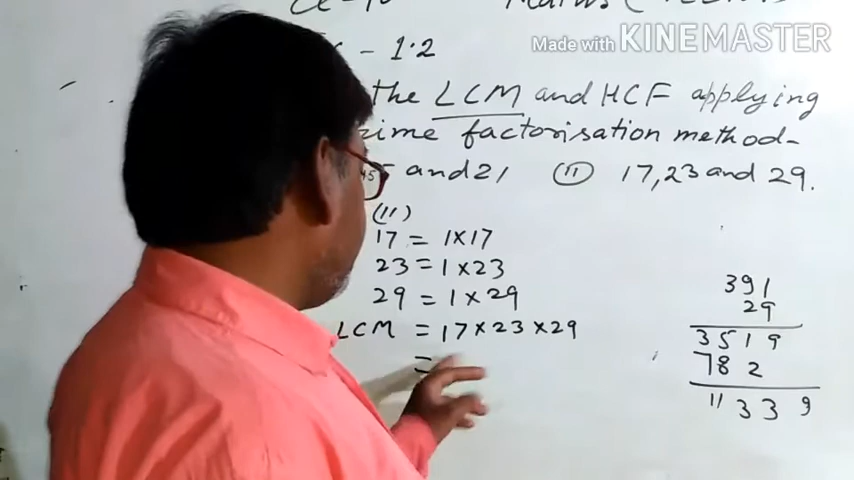 Made with KINEMASTER
- 1.2
the LCM and HCF applying
factorisation method-
and 21 (II) 17, 23 and 29.
(11)
17 = 1×17
23 = 1×23
29 = 1×29
LCM = 17×23×29
=
391
29
3519
782
11339